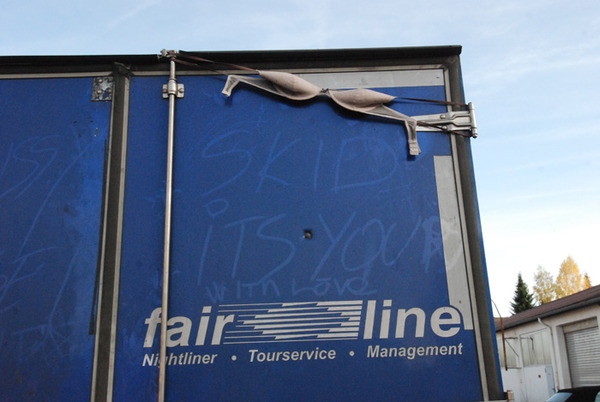 SKID
ITS YOU
WITH LOVE
fair line
Nightliner • Tourservice • Management